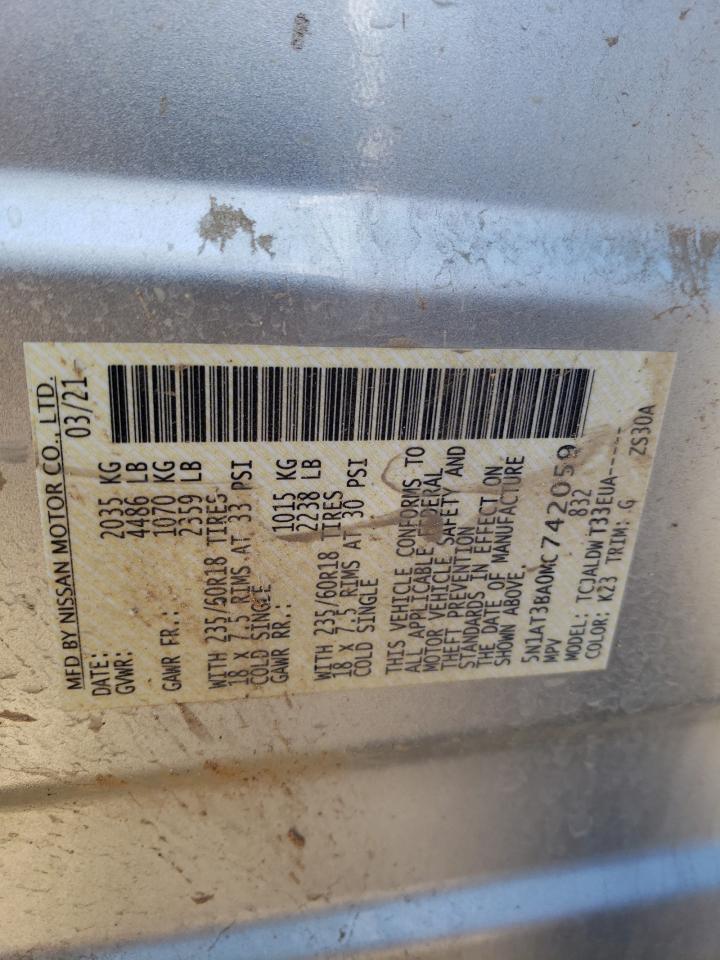 MFD BY NISSAN MOTOR CO., LTD.
DATE: 03/21
GVWR: 2035 KG
4486 LB
GAWR FR.: 1070 KG
2359 LB
WITH 235/60R18 TIRES
18 X 7.5 RIMS AT 33 PSI
COLD SINGLE
GAWR RR.: 1015 KG
2238 LB
WITH 235/60R18 TIRES
18 X 7.5 RIMS AT 30 PSI
COLD SINGLE
THIS VEHICLE CONFORMS TO
ALL APPLICABLE FEDERAL
MOTOR VEHICLE SAFETY AND
THEFT PREVENTION
STANDARDS IN EFFECT ON
THE DATE OF MANUFACTURE
SHOWN ABOVE
5N1AT3BA0MC742059
MPV 832
MODEL: TCJALDWT33EUA-----
COLOR: K23 TRIM: G
ZS30A